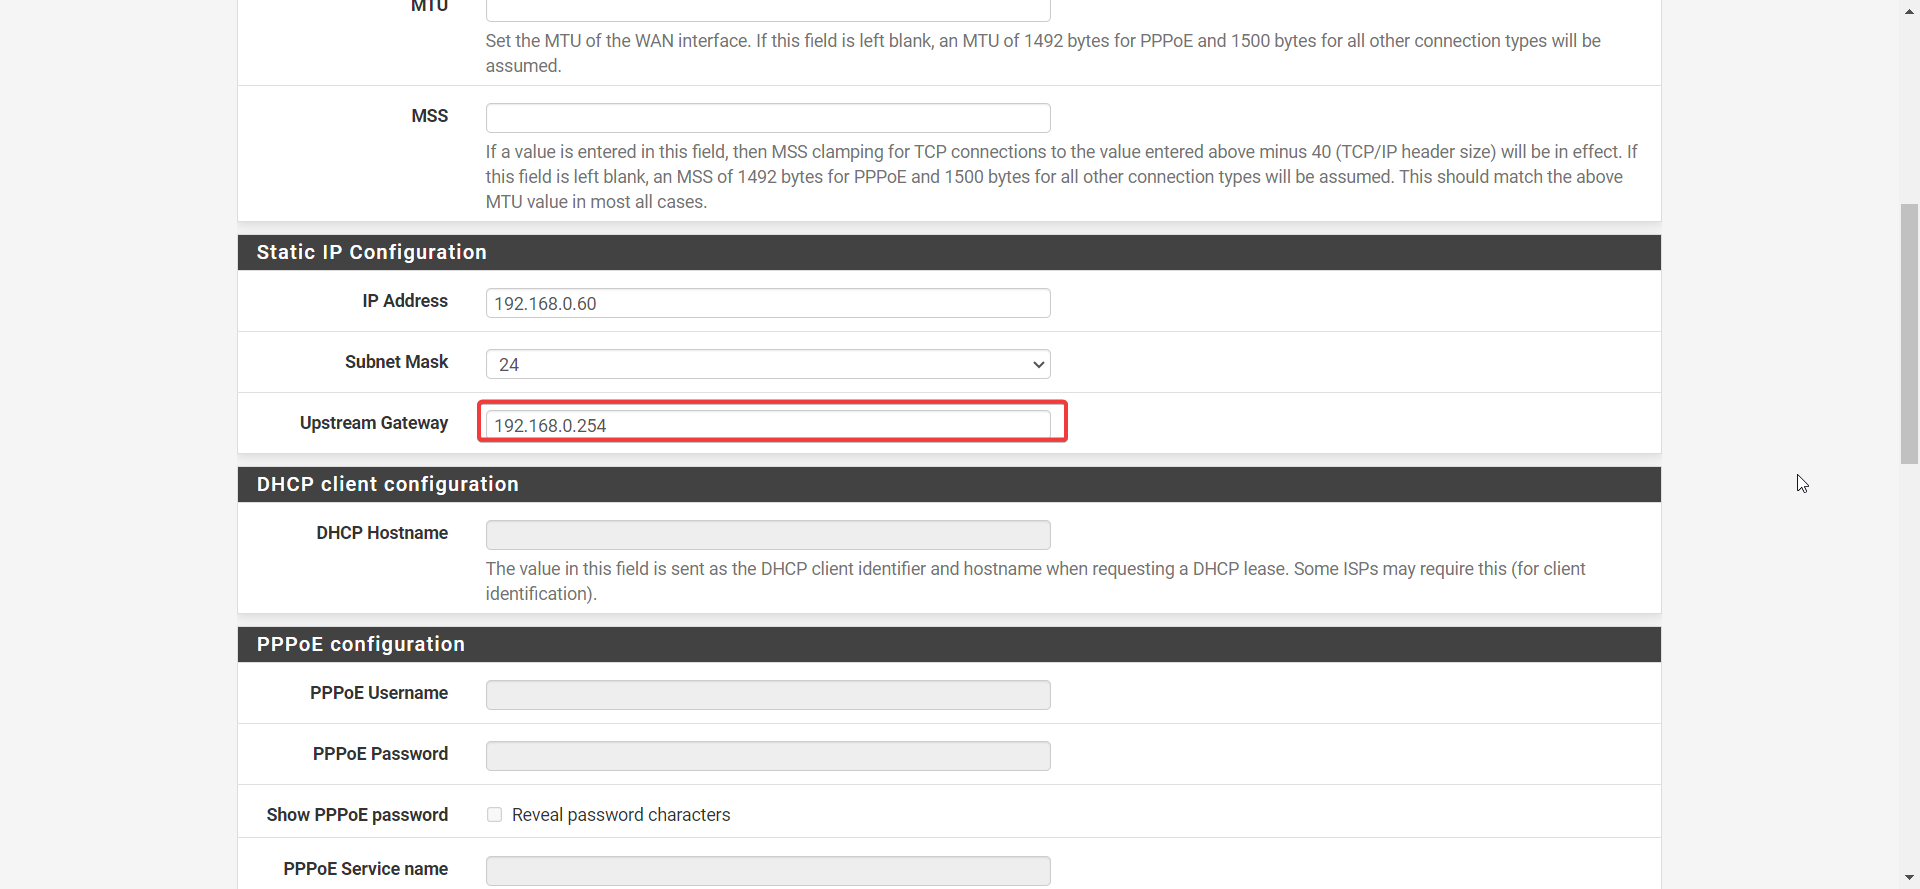 MTU
Set the MTU of the WAN interface. If this field is left blank, an MTU of 1492 bytes for PPPoE and 1500 bytes for all other connection types will be
assumed.
MSS
If a value is entered in this field, then MSS clamping for TCP connections to the value entered above minus 40 (TCP/IP header size) will be in effect. If
this field is left blank, an MSS of 1492 bytes for PPPoE and 1500 bytes for all other connection types will be assumed. This should match the above
MTU value in most all cases.
Static IP Configuration
IP Address
192.168.0.60
Subnet Mask
24
Upstream Gateway
192.168.0.254
DHCP client configuration
DHCP Hostname
The value in this field is sent as the DHCP client identifier and hostname when requesting a DHCP lease. Some ISPs may require this (for client
identification).
PPPoE configuration
PPPoE Username
PPPoE Password
Show PPPoE password
Reveal password characters
PPPoE Service name